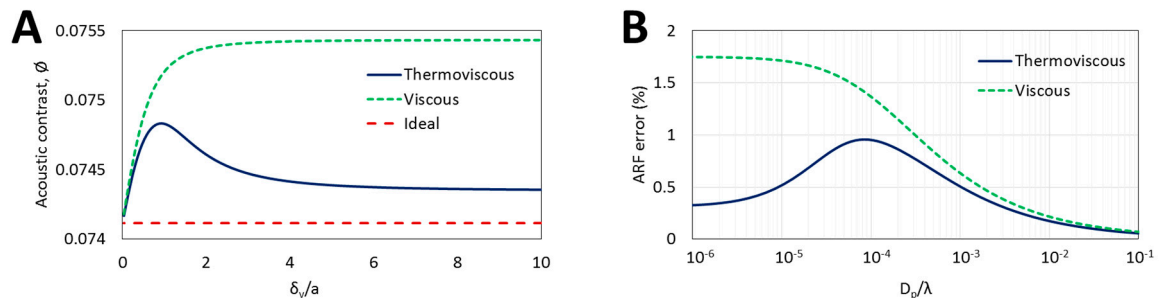 A
Acoustic contrast, Ø
0.0755
0.075
0.0745
0.074
Thermoviscous
Viscous
Ideal
0 2 4 6 8 10
δᵥ/a
B
ARF error (%)
2
1.5
1
0.5
0
Thermoviscous
Viscous
10⁻⁶ 10⁻⁵ 10⁻⁴ 10⁻³ 10⁻² 10⁻¹
Dₚ/λ